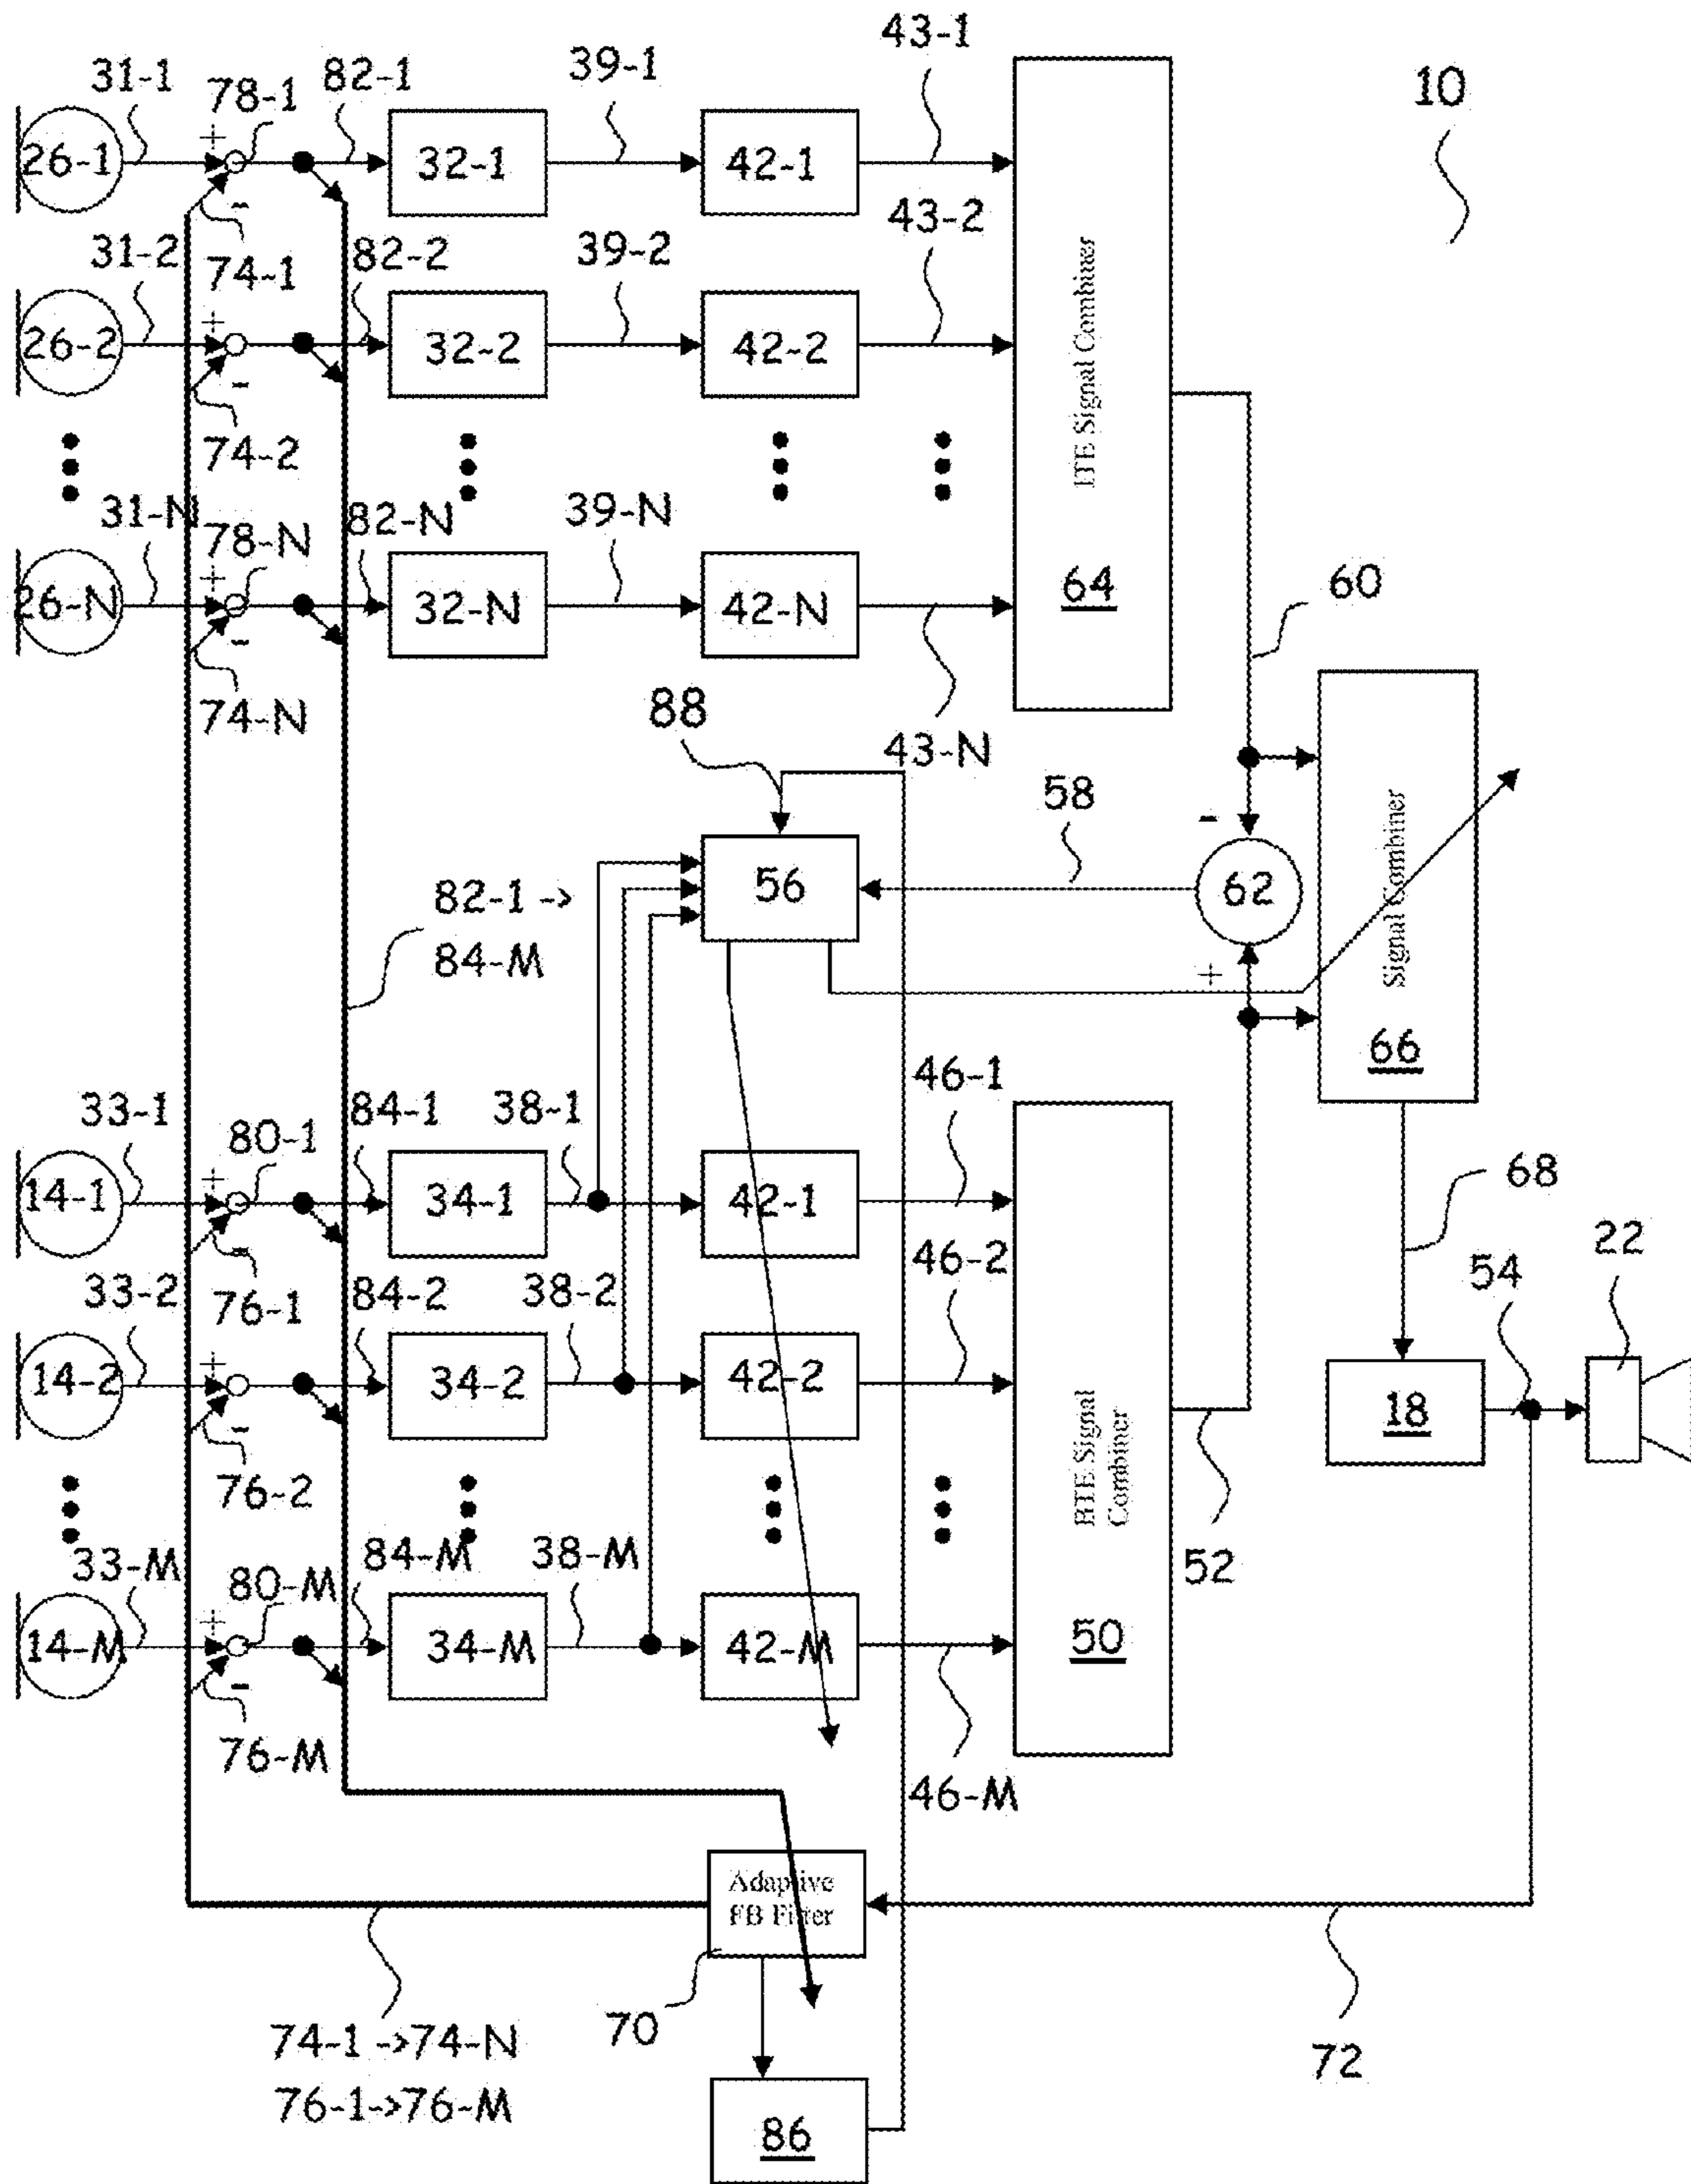 43-1
31-1
78-1
82-1
39-1
10
26-1
32-1
42-1
43-2
31-2
74-1
82-2
39-2
26-2
32-2
42-2
ITE Signal Combiner
74-2
31-N
78-N
82-N
39-N
60
26-N
32-N
42-N
64
74-N
88
43-N
58
56
62
Signal Combiner
82-1 ->
84-M
66
46-1
33-1
80-1
84-1
38-1
68
14-1
34-1
42-1
22
54
33-2
76-1
84-2
38-2
46-2
14-2
34-2
42-2
18
BTE Signal
Combiner
76-2
33-M
80-M
84-M
38-M
52
14-M
34-M
42-M
50
76-M
46-M
Adaptive
FB Filter
70
74-1 ->74-N
72
76-1->76-M
86
+
-
+
-
+
-
-
+
+
-
+
-
+
-